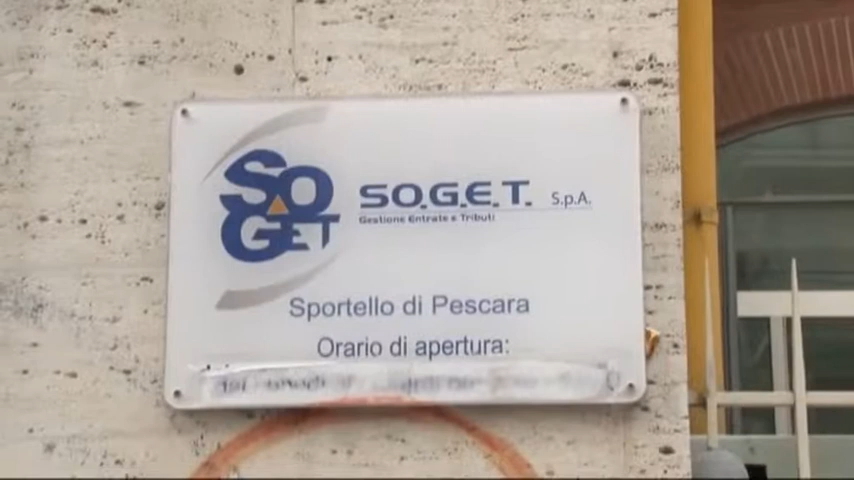 SO
GET
SO.G.E.T. S.p.A.
Gestione Entrate e Tributi
Sportello di Pescara
Orario di apertura: